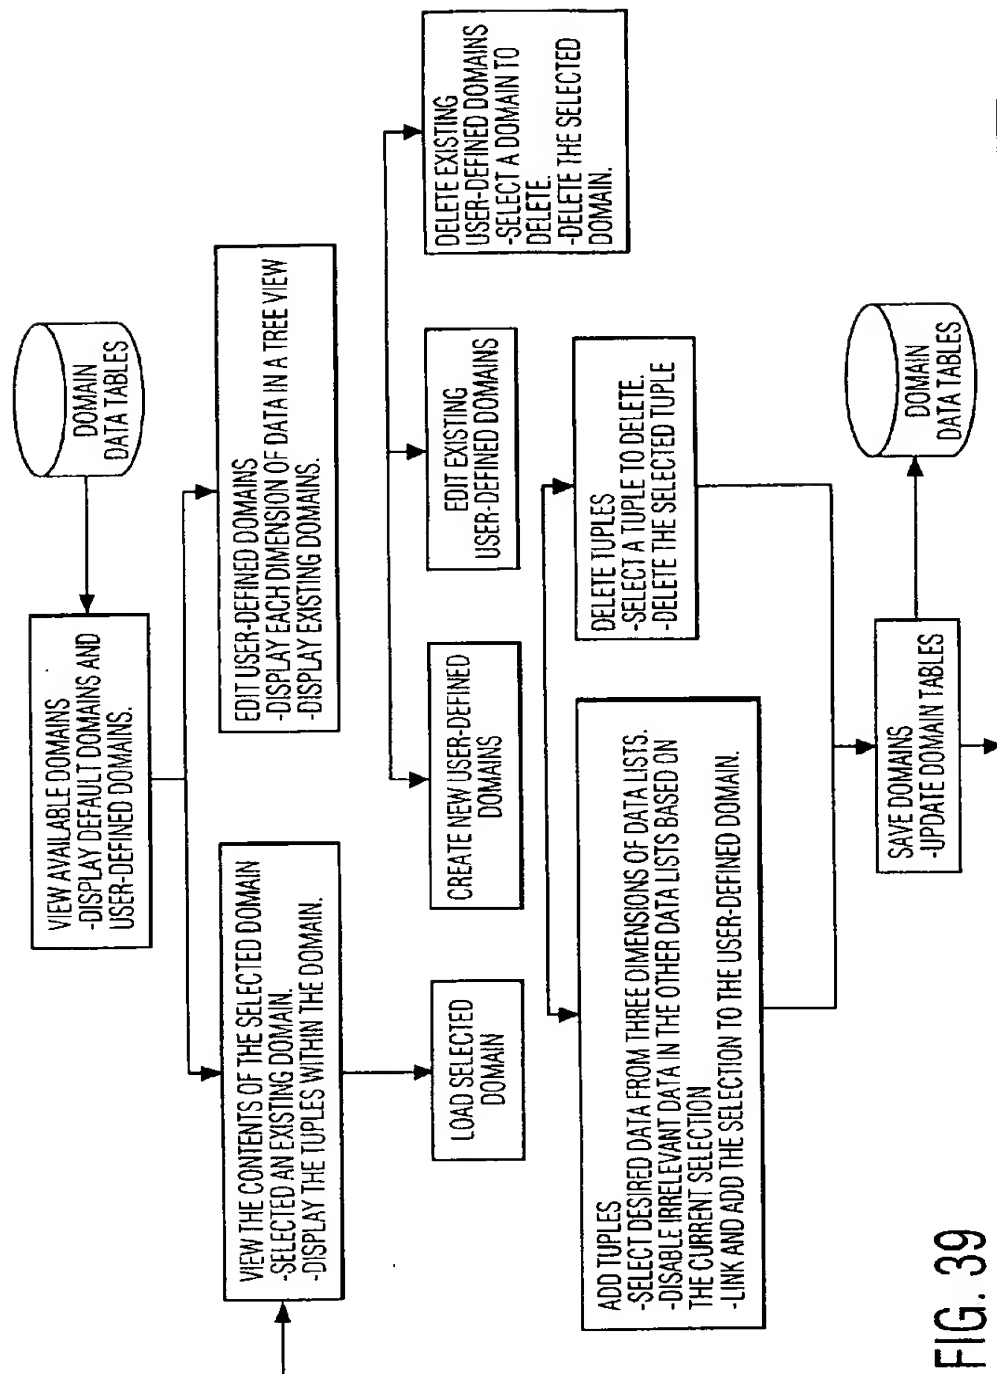 DOMAIN
DATA TABLES
VIEW AVAILABLE DOMAINS
-DISPLAY DEFAULT DOMAINS AND
USER-DEFINED DOMAINS.
VIEW THE CONTENTS OF THE SELECTED DOMAIN
-SELECTED AN EXISTING DOMAIN.
-DISPLAY THE TUPLES WITHIN THE DOMAIN.
EDIT USER-DEFINED DOMAINS
-DISPLAY EACH DIMENSION OF DATA IN A TREE VIEW
-DISPLAY EXISTING DOMAINS.
LOAD SELECTED
DOMAIN
CREATE NEW USER-DEFINED
DOMAINS
EDIT EXISTING
USER-DEFINED DOMAINS
DELETE EXISTING
USER-DEFINED DOMAINS
-SELECT A DOMAIN TO
DELETE.
-DELETE THE SELECTED
DOMAIN.
ADD TUPLES
-SELECT DESIRED DATA FROM THREE DIMENSIONS OF DATA LISTS.
-DISABLE IRRELEVANT DATA IN THE OTHER DATA LISTS BASED ON
THE CURRENT SELECTION
-LINK AND ADD THE SELECTION TO THE USER-DEFINED DOMAIN.
DELETE TUPLES
-SELECT A TUPLE TO DELETE.
-DELETE THE SELECTED TUPLE
SAVE DOMAINS
-UPDATE DOMAIN TABLES
DOMAIN
DATA TABLES
FIG. 39